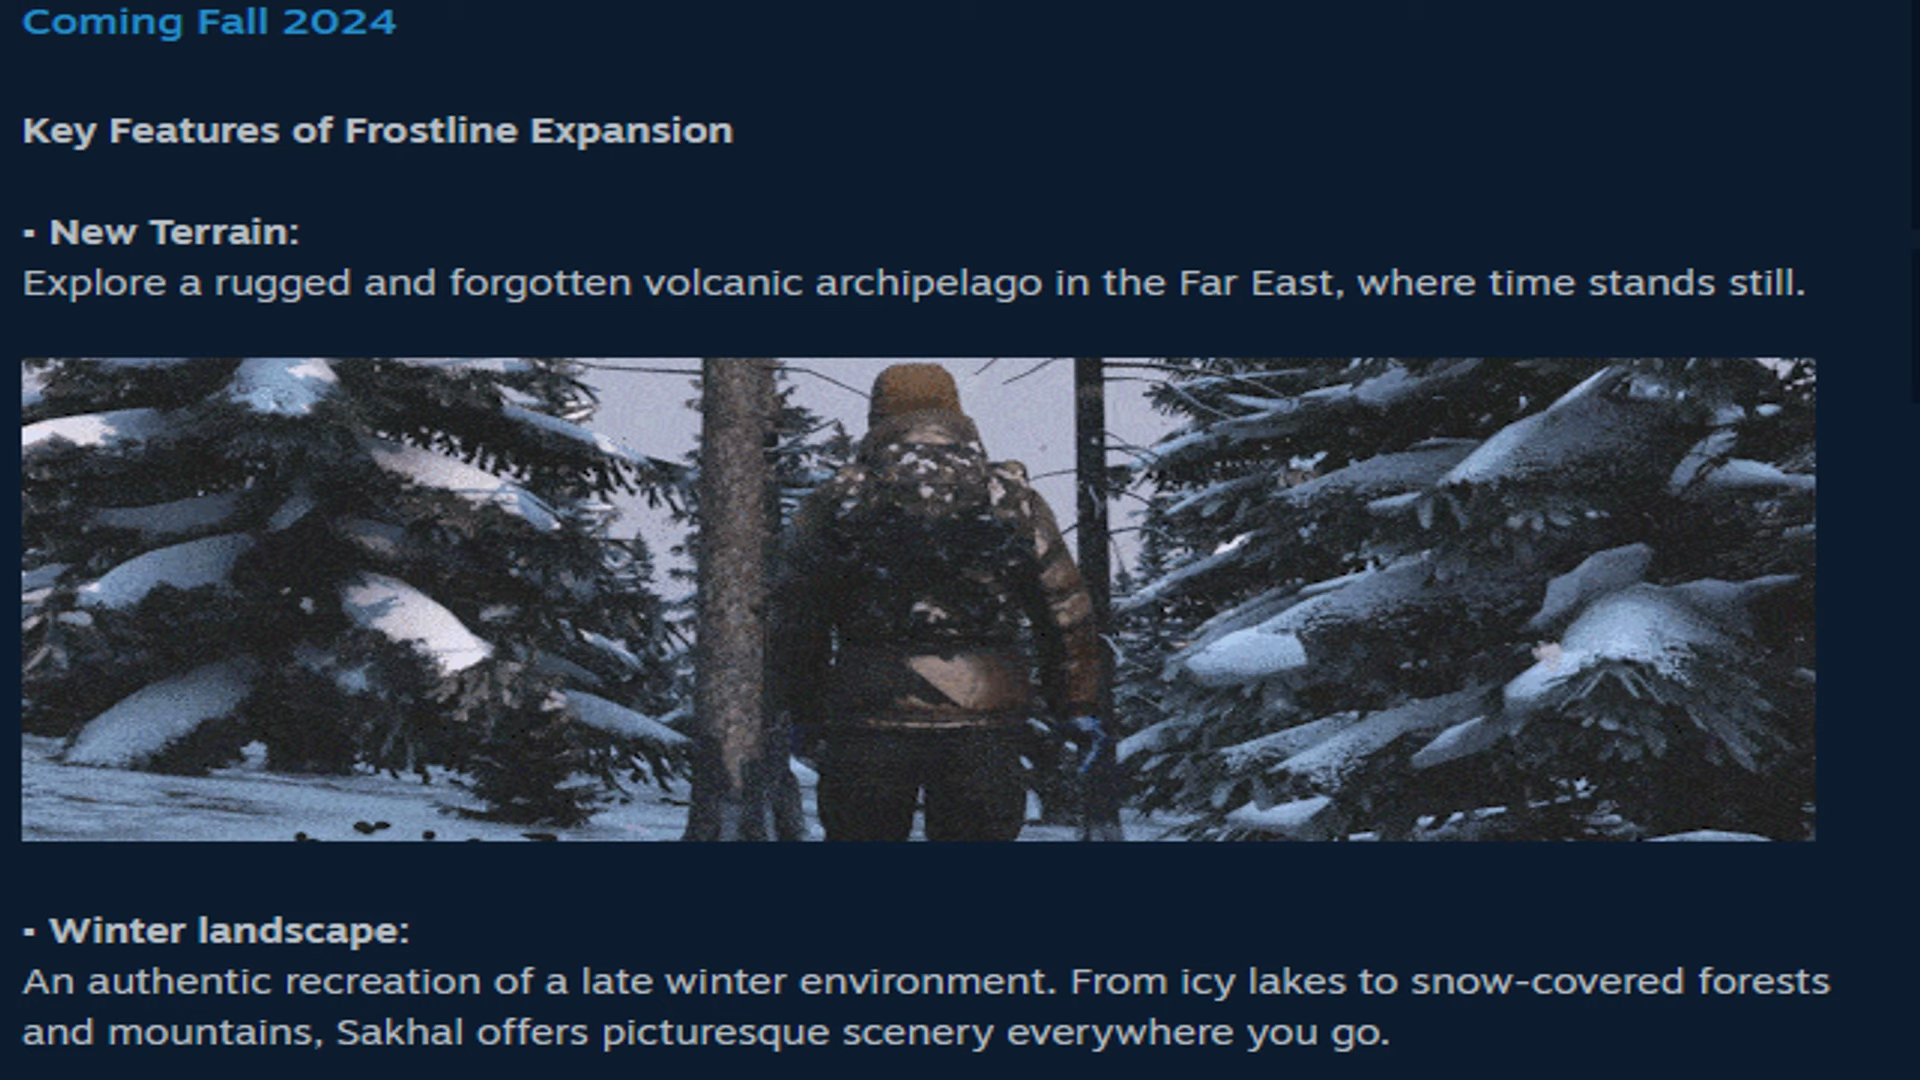 Coming Fall 2024
Key Features of Frostline Expansion
▪ New Terrain:
Explore a rugged and forgotten volcanic archipelago in the Far East, where time stands still.
▪ Winter landscape:
An authentic recreation of a late winter environment. From icy lakes to snow-covered forests
and mountains, Sakhal offers picturesque scenery everywhere you go.